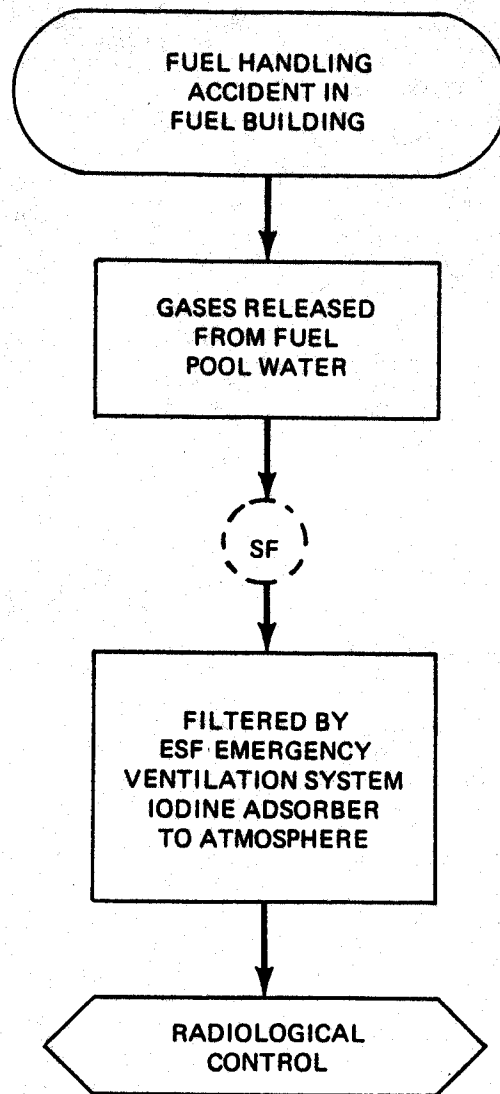 FUEL HANDLING
ACCIDENT IN
FUEL BUILDING
GASES RELEASED
FROM FUEL
POOL WATER
SF
FILTERED BY
ESF EMERGENCY
VENTILATION SYSTEM
IODINE ADSORBER
TO ATMOSPHERE
RADIOLOGICAL
CONTROL